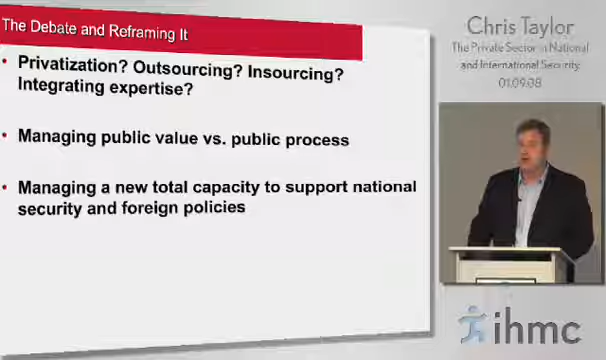 The Debate and Reframing It
• Privatization? Outsourcing? Insourcing?
Integrating expertise?
• Managing public value vs. public process
• Managing a new total capacity to support national
security and foreign policies
Chris Taylor
The Private Sector in National
and International Security
01.09.08
ihmc